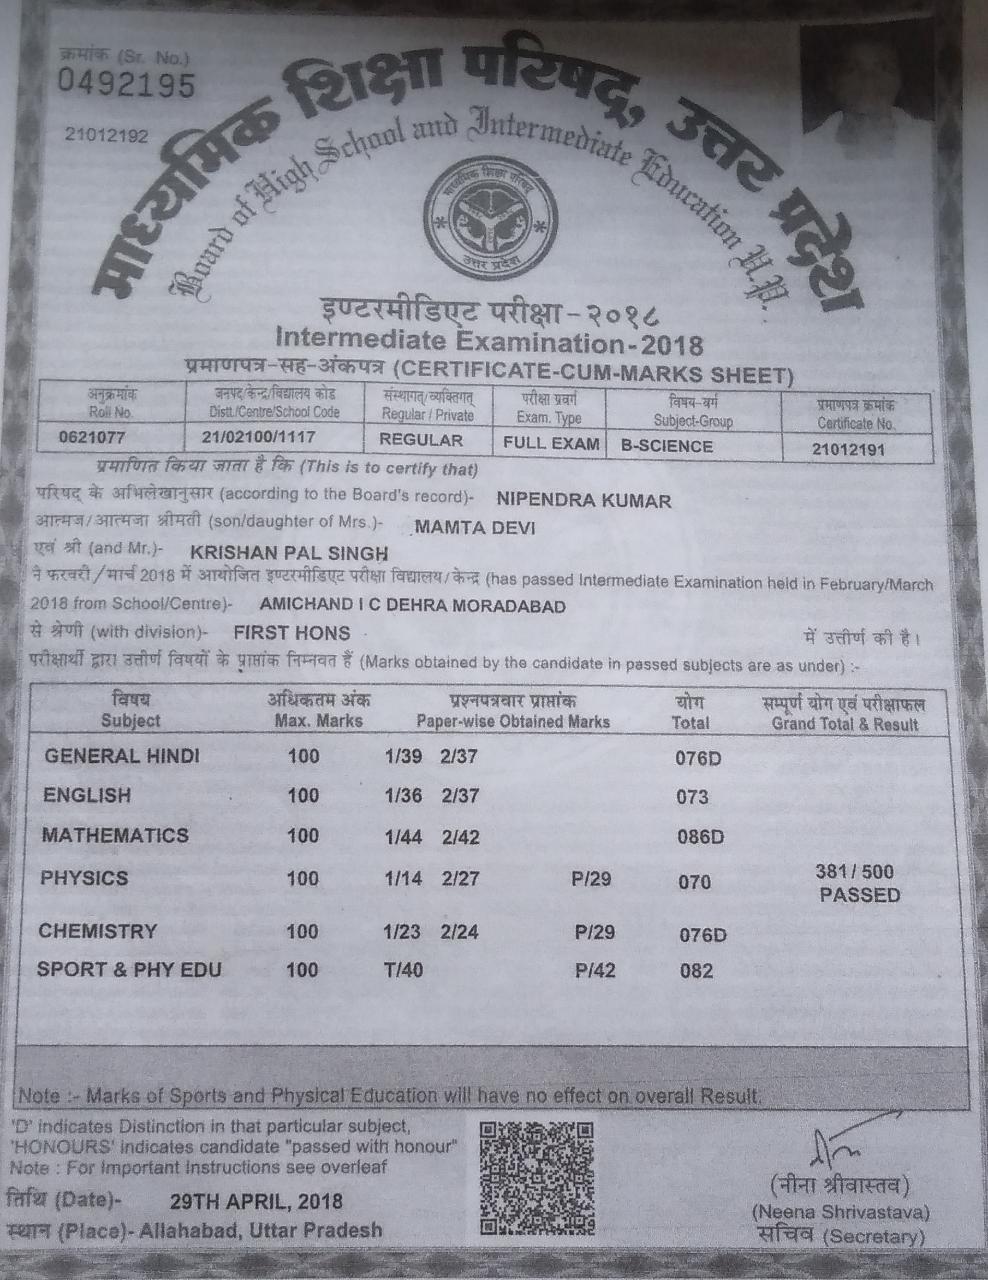 क्रमांक (Sr. No.)
0492195
21012192
माध्यमिक शिक्षा परिषद्, उत्तर प्रदेश
Board of High School and Intermediate Education U.P.
माध्यमिक शिक्षा परिषद्
उत्तर प्रदेश
इण्टरमीडिएट परीक्षा-२०१८
Intermediate Examination-2018
प्रमाणपत्र-सह-अंकपत्र (CERTIFICATE-CUM-MARKS SHEET)
अनुक्रमांक जनपद/केन्द्र/विद्यालय कोड संस्थागत/व्यक्तिगत् परीक्षा प्रवर्ग विषय-वर्ग प्रमाणपत्र क्रमांक
Roll No. Distt./Centre/School Code Regular / Private Exam. Type Subject-Group Certificate No.
0621077 21/02100/1117 REGULAR FULL EXAM B-SCIENCE 21012191
प्रमाणित किया जाता है कि (This is to certify that)
परिषद के अभिलेखानुसार (according to the Board's record)- NIPENDRA KUMAR
आत्मज/आत्मजा श्रीमती (son/daughter of Mrs.)- MAMTA DEVI
एवं श्री (and Mr.)- KRISHAN PAL SINGH
ने फरवरी/मार्च 2018 में आयोजित इण्टरमीडिएट परीक्षा विद्यालय/केन्द्र (has passed Intermediate Examination held in February/March
2018 from School/Centre)- AMICHAND I C DEHRA MORADABAD
से श्रेणी (with division)- FIRST HONS में उत्तीर्ण की है।
परीक्षार्थी द्वारा उत्तीर्ण विषयों के प्राप्तांक निम्नवत हैं (Marks obtained by the candidate in passed subjects are as under) :-
विषय अधिकतम अंक प्रश्नपत्रवार प्राप्तांक योग सम्पूर्ण योग एवं परीक्षाफल
Subject Max. Marks Paper-wise Obtained Marks Total Grand Total & Result
GENERAL HINDI 100 1/39 2/37 076D
ENGLISH 100 1/36 2/37 073
MATHEMATICS 100 1/44 2/42 086D
PHYSICS 100 1/14 2/27 P/29 070 381/500
PASSED
CHEMISTRY 100 1/23 2/24 P/29 076D
SPORT & PHY EDU 100 T/40 P/42 082
Note :- Marks of Sports and Physical Education will have no effect on overall Result.
'D' indicates Distinction in that particular subject,
'HONOURS' indicates candidate "passed with honour"
Note : For Important Instructions see overleaf
तिथि (Date)- 29TH APRIL, 2018
स्थान (Place)- Allahabad, Uttar Pradesh
(नीना श्रीवास्तव)
(Neena Shrivastava)
सचिव (Secretary)